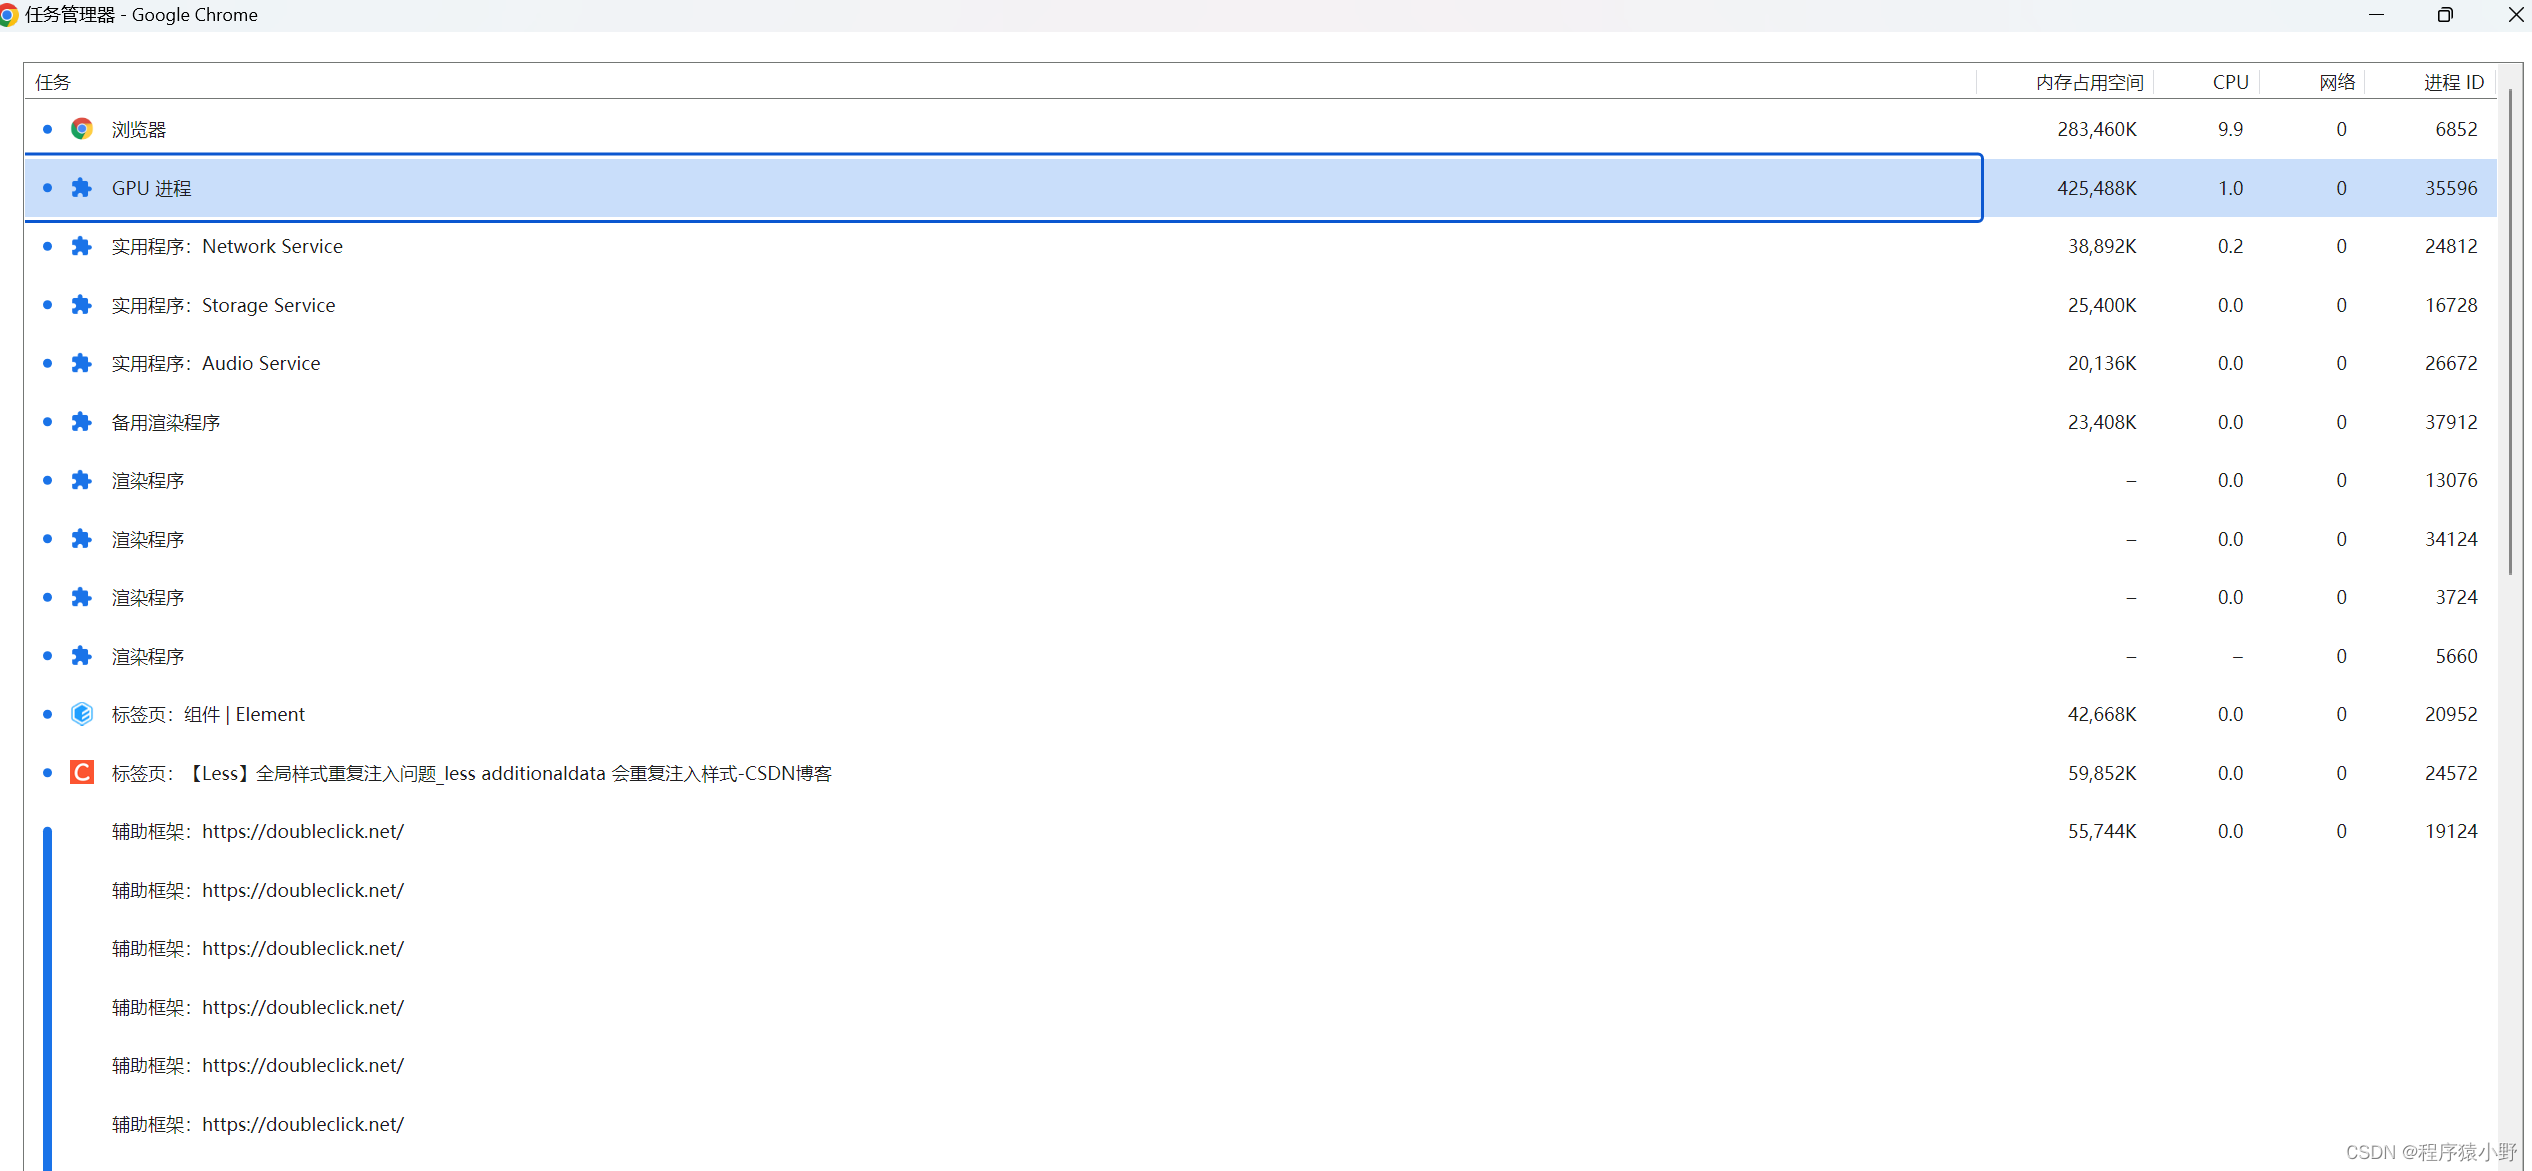 任务管理器 - Google Chrome
任务 内存占用空间 CPU 网络 进程 ID
浏览器 283,460K 9.9 0 6852
GPU 进程 425,488K 1.0 0 35596
实用程序：Network Service 38,892K 0.2 0 24812
实用程序：Storage Service 25,400K 0.0 0 16728
实用程序：Audio Service 20,136K 0.0 0 26672
备用渲染程序 23,408K 0.0 0 37912
渲染程序 – 0.0 0 13076
渲染程序 – 0.0 0 34124
渲染程序 – 0.0 0 3724
渲染程序 – – 0 5660
标签页：组件 | Element 42,668K 0.0 0 20952
标签页：【Less】全局样式重复注入问题_less additionaldata 会重复注入样式-CSDN博客 59,852K 0.0 0 24572
辅助框架：https://doubleclick.net/ 55,744K 0.0 0 19124
辅助框架：https://doubleclick.net/
辅助框架：https://doubleclick.net/
辅助框架：https://doubleclick.net/
辅助框架：https://doubleclick.net/
辅助框架：https://doubleclick.net/
CSDN @程序猿小野